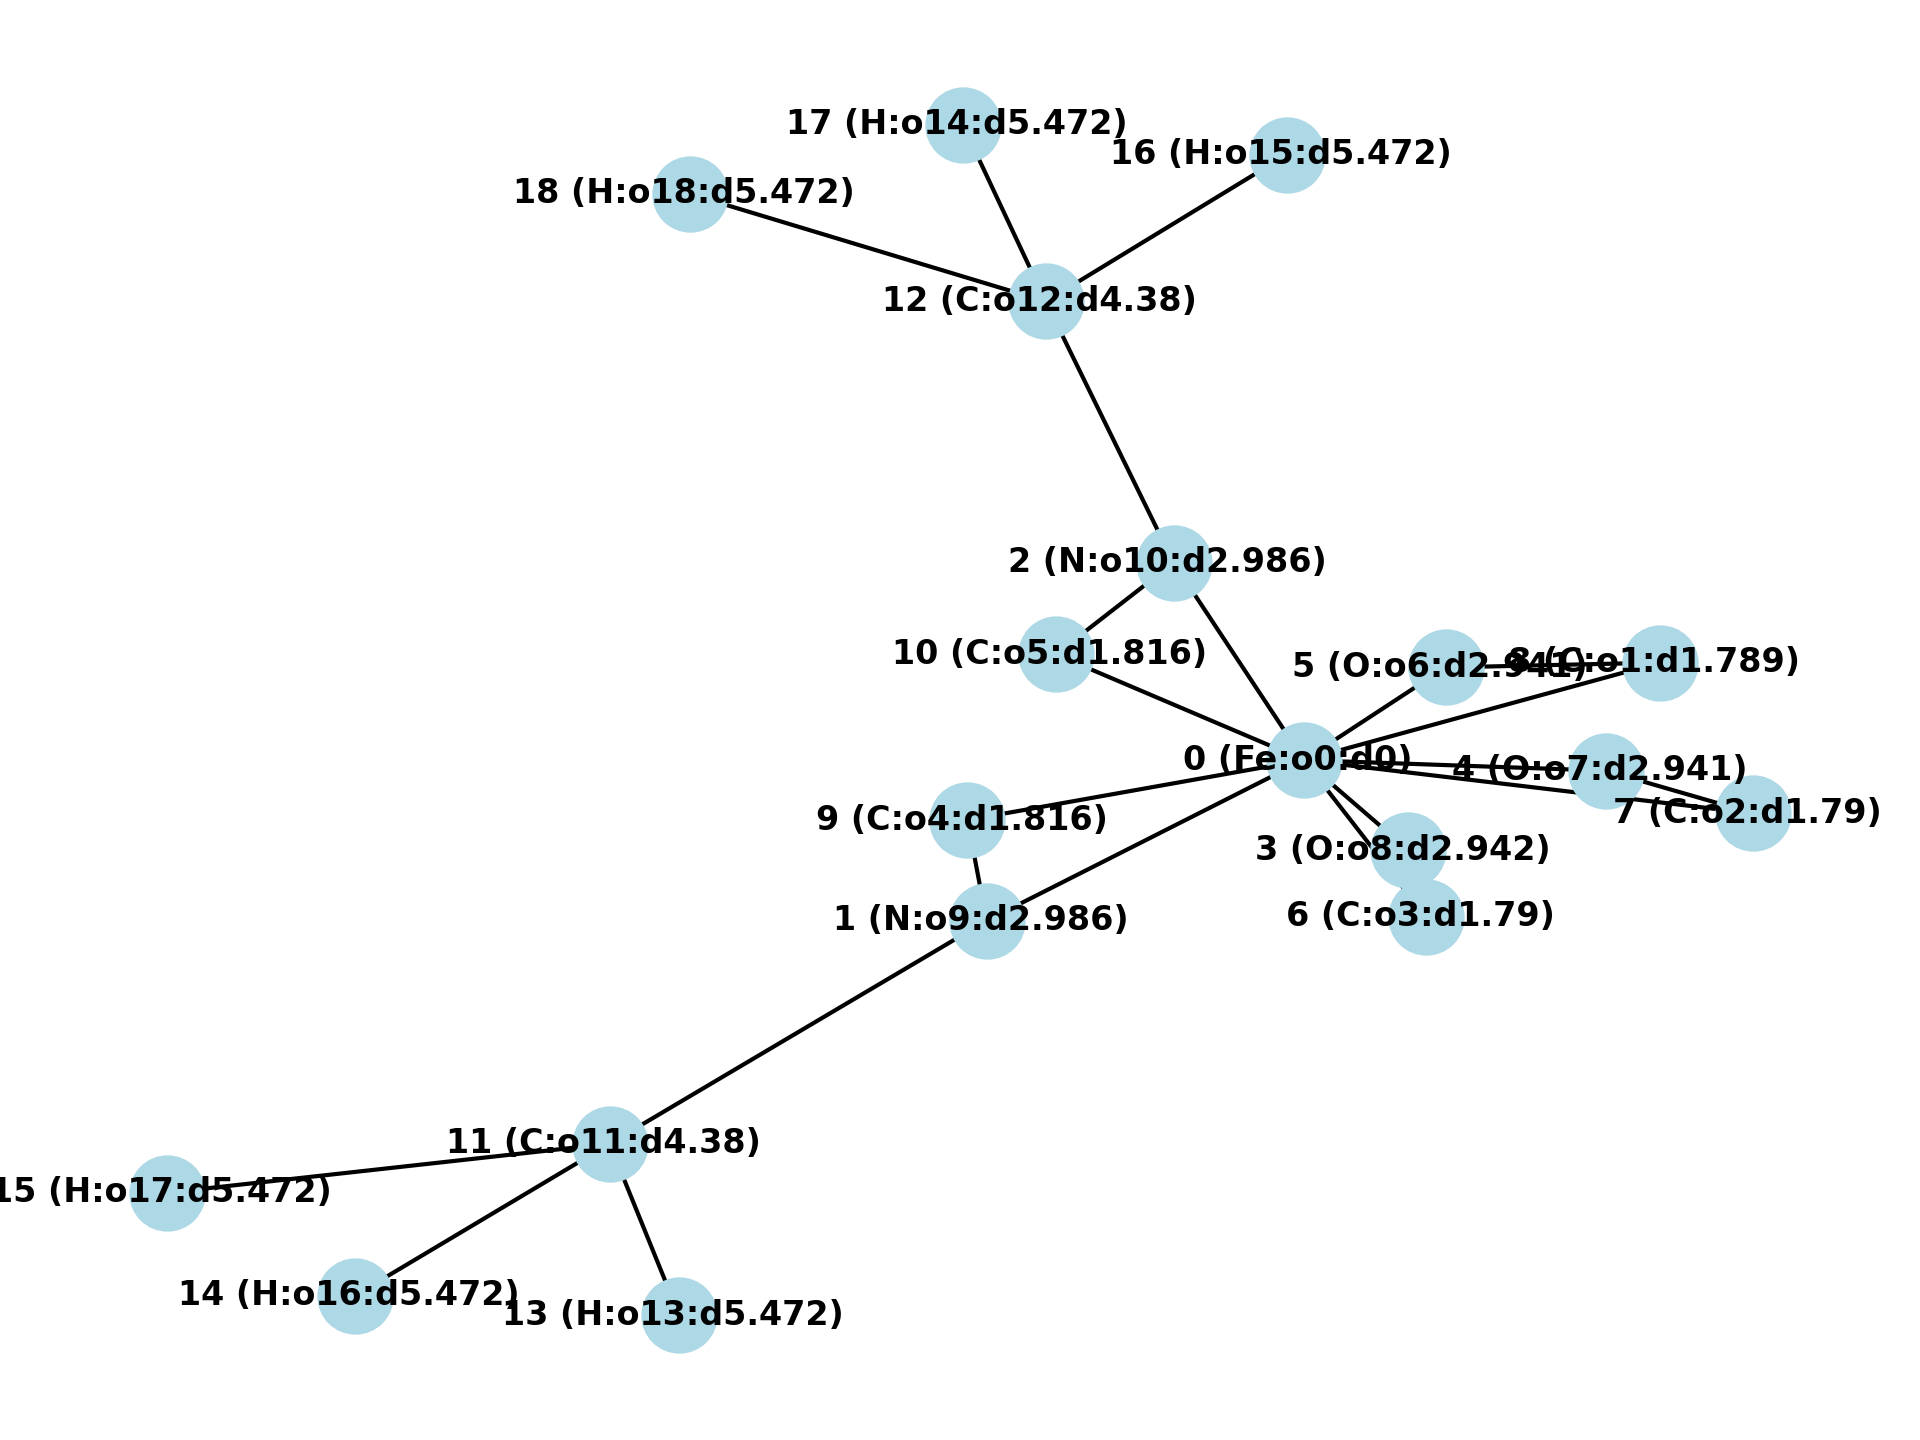 17 (H:o14:d5.472)
16 (H:o15:d5.472)
18 (H:o18:d5.472)
12 (C:o12:d4.38)
2 (N:o10:d2.986)
10 (C:o5:d1.816)
5 (O:o6:d2.941)
8 (C:o1:d1.789)
0 (Fe:o0:d0)
4 (O:o7:d2.941)
7 (C:o2:d1.79)
9 (C:o4:d1.816)
3 (O:o8:d2.942)
6 (C:o3:d1.79)
1 (N:o9:d2.986)
11 (C:o11:d4.38)
15 (H:o17:d5.472)
14 (H:o16:d5.472)
13 (H:o13:d5.472)